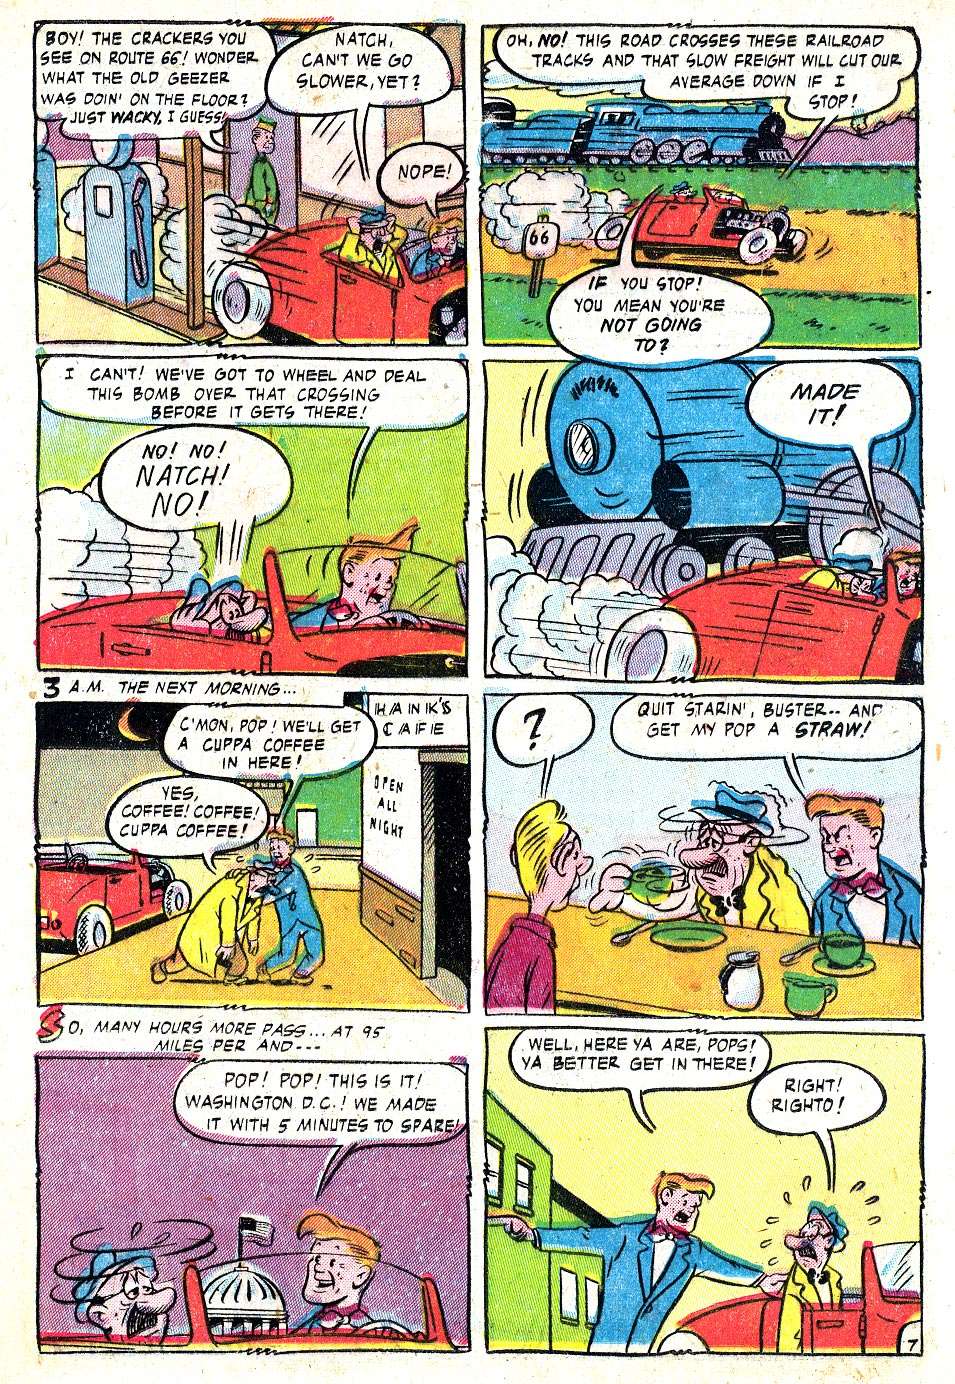 BOY! THE CRACKERS YOU
SEE ON ROUTE 66! WONDER
WHAT THE OLD GEEZER
WAS DOIN' ON THE FLOOR?
JUST WACKY, I GUESS!
NATCH,
CAN'T WE GO
SLOWER, YET?
NOPE!
OH, NO! THIS ROAD CROSSES THESE RAILROAD
TRACKS AND THAT SLOW FREIGHT WILL CUT OUR
AVERAGE DOWN IF I
STOP!
66
IF YOU STOP!
YOU MEAN YOU'RE
NOT GOING
TO?
I CAN'T! WE'VE GOT TO WHEEL AND DEAL
THIS BOMB OVER THAT CROSSING
BEFORE IT GETS THERE!
NO! NO!
NATCH!
NO!
MADE
IT!
3 A.M. THE NEXT MORNING...
C'MON, POP! WE'LL GET
A CUPPA COFFEE
IN HERE!
YES,
COFFEE! COFFEE!
CUPPA COFFEE!
HANK'S
CAFE
OPEN
ALL
NIGHT
?
QUIT STARIN', BUSTER-- AND
GET MY POP A STRAW!
SO, MANY HOURS MORE PASS... AT 95
MILES PER AND---
POP! POP! THIS IS IT!
WASHINGTON D.C.! WE MADE
IT WITH 5 MINUTES TO SPARE!
WELL, HERE YA ARE, POPS!
YA BETTER GET IN THERE!
RIGHT!
RIGHTO!
7